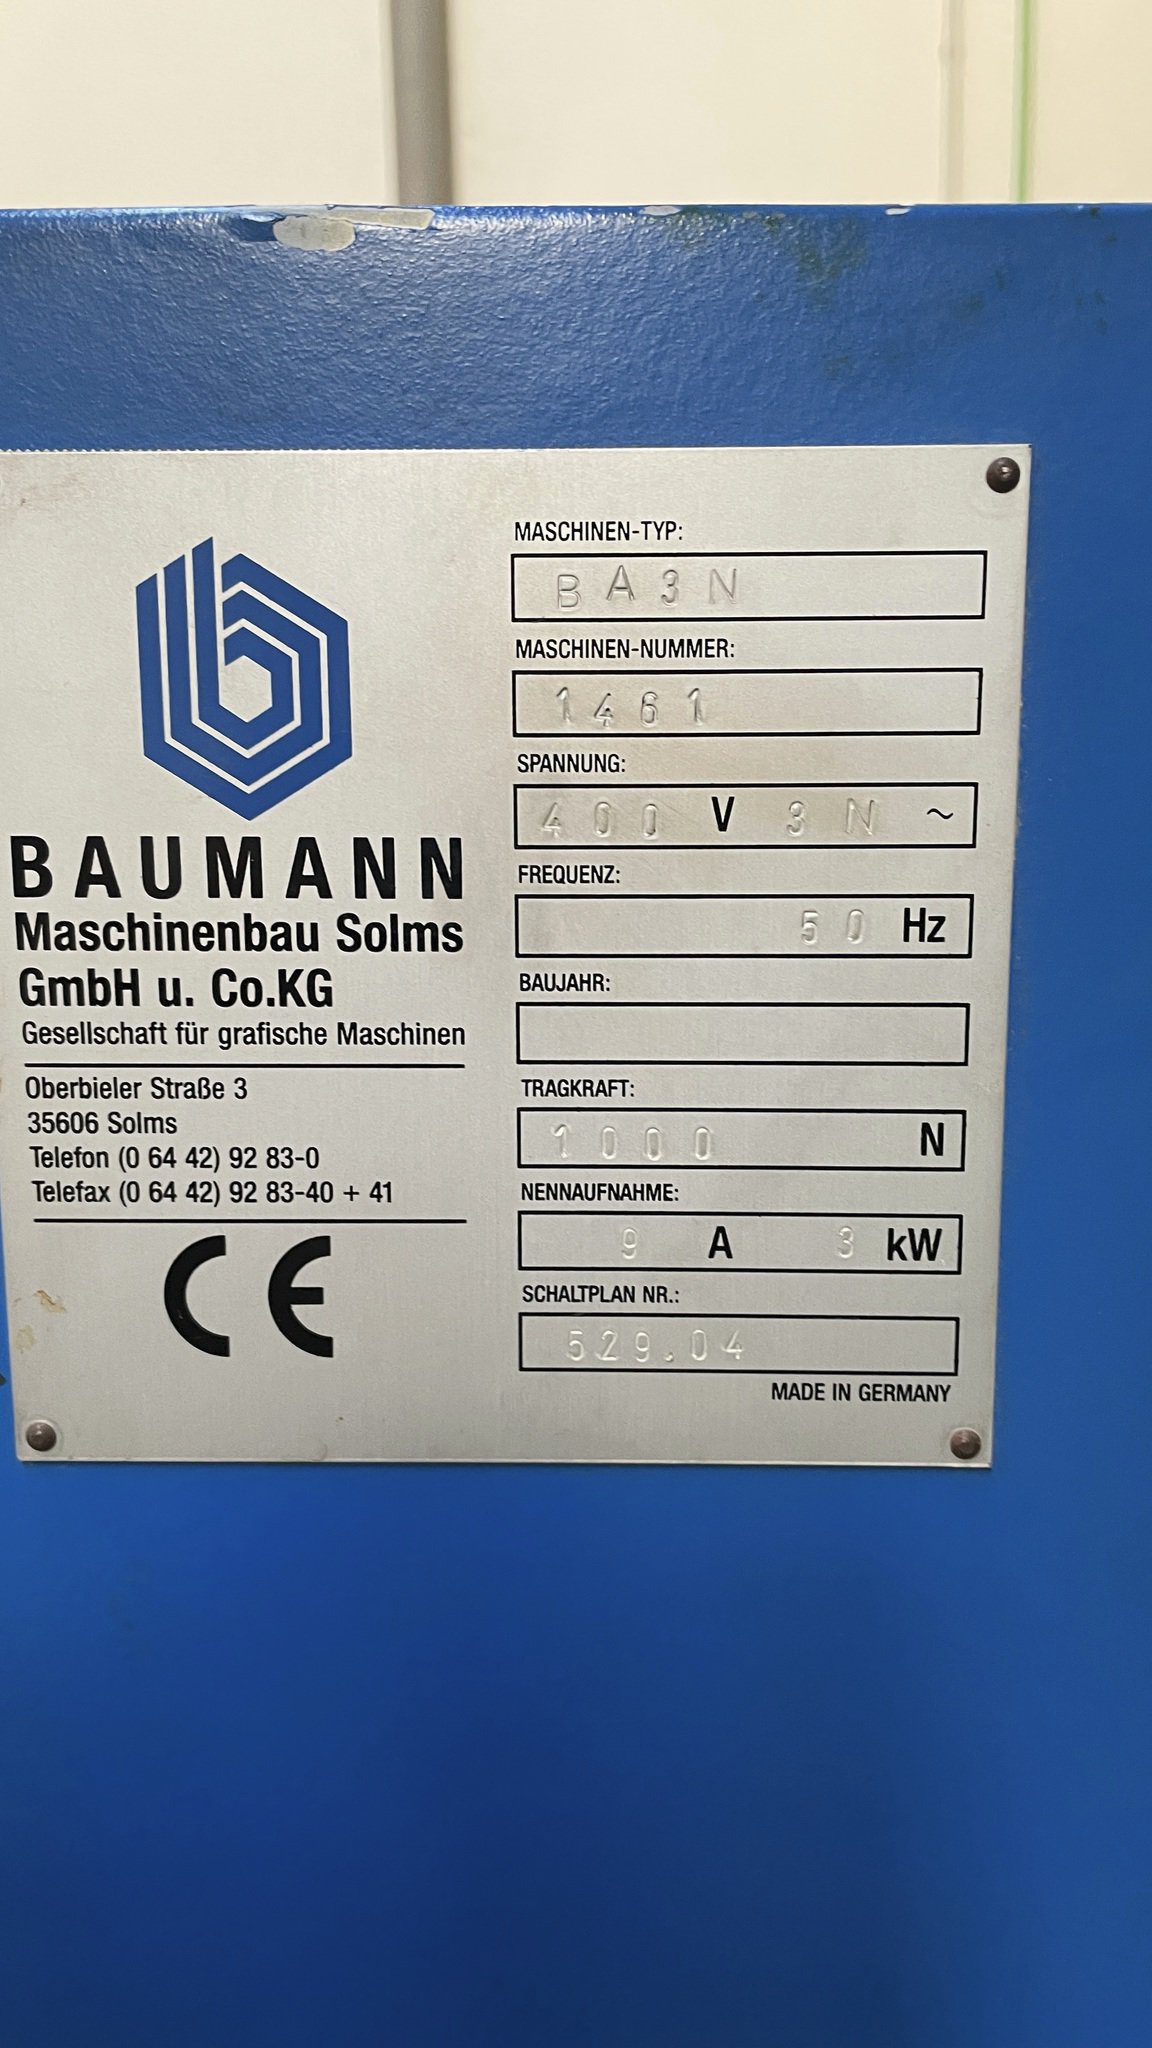 BAUMANN
Maschinenbau Solms
GmbH u. Co.KG
Gesellschaft für grafische Maschinen
Oberbieler Straße 3
35606 Solms
Telefon (0 64 42) 92 83-0
Telefax (0 64 42) 92 83-40 + 41
CE
MASCHINEN-TYP:
BA3N
MASCHINEN-NUMMER:
1461
SPANNUNG:
400 V 3N ~
FREQUENZ:
50 Hz
BAUJAHR:
TRAGKRAFT:
1000 N
NENNAUFNAHME:
9 A 3 kW
SCHALTPLAN NR.:
529.04
MADE IN GERMANY